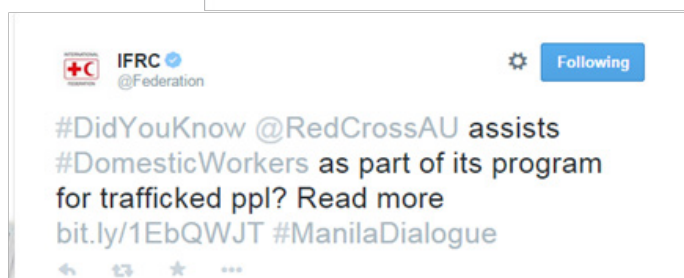 IFRC
@Federation
Following
#DidYouKnow @RedCrossAU assists
#DomesticWorkers as part of its program
for trafficked ppl? Read more
bit.ly/1EbQWJT #ManilaDialogue